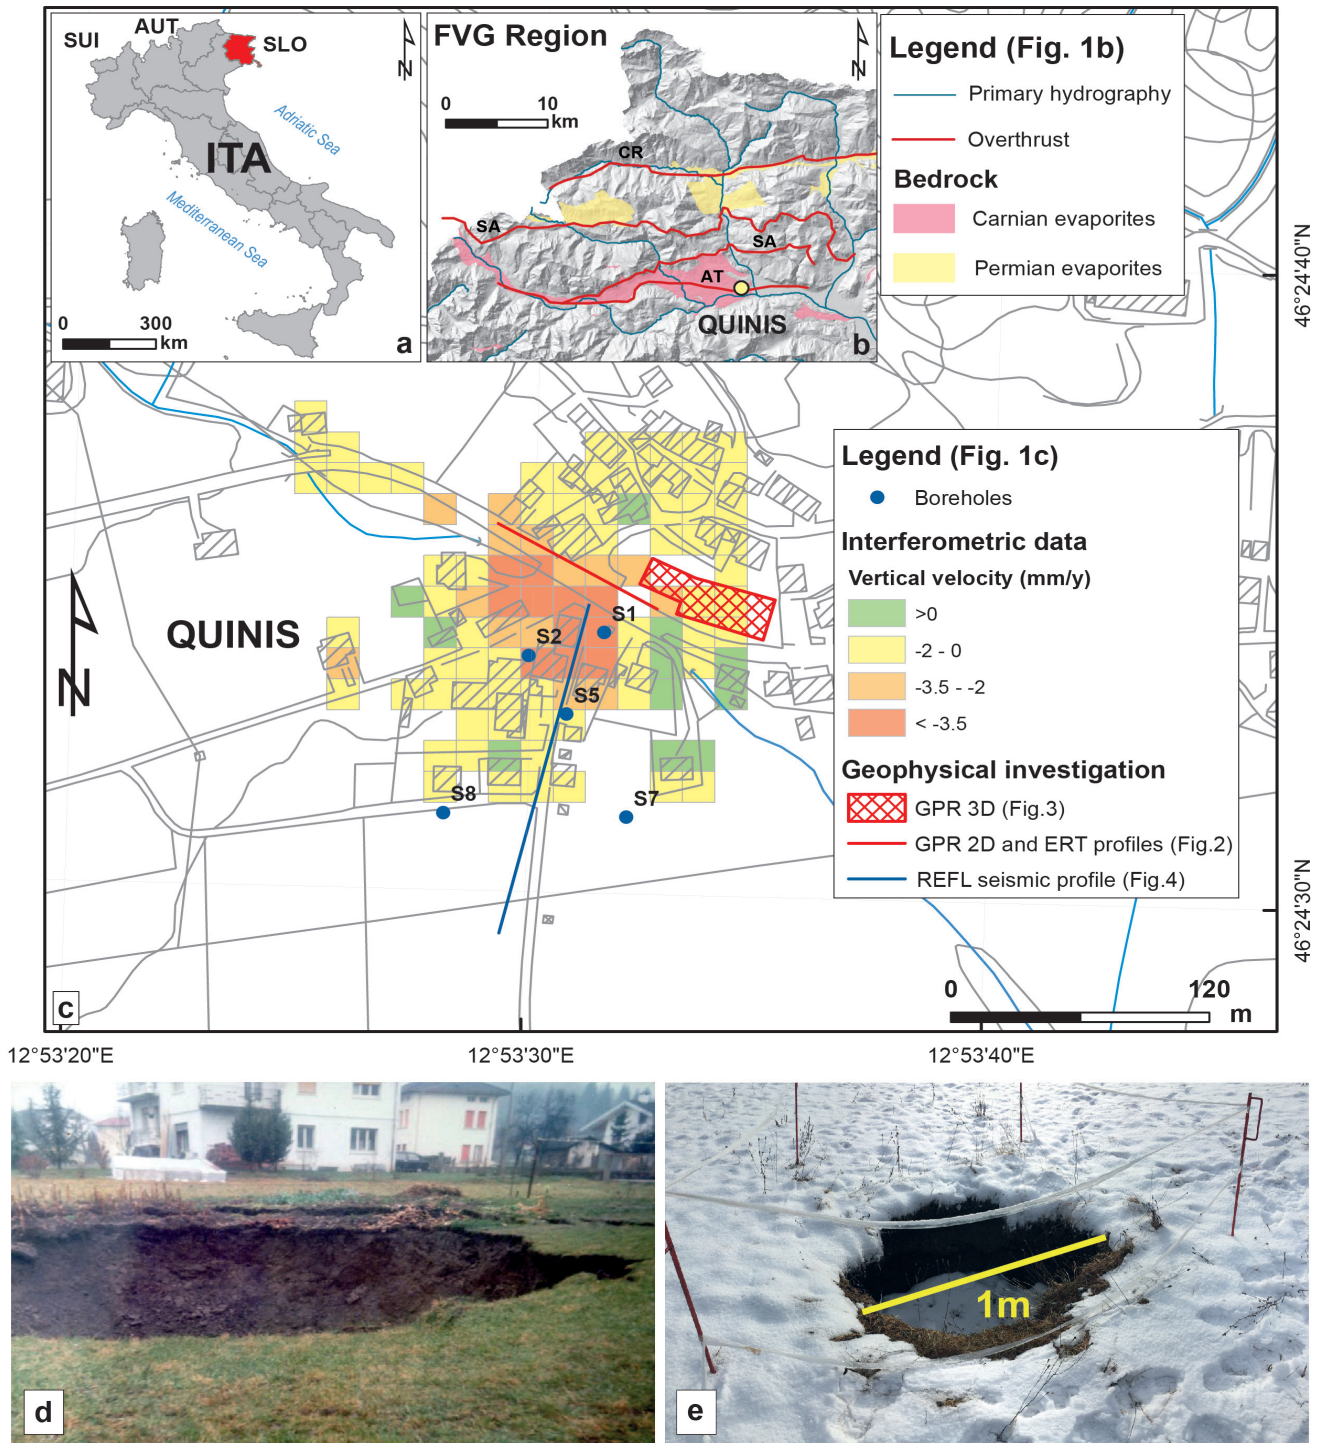 SUI
AUT
SLO
Adriatic Sea
ITA
Mediterranean Sea
N
0 300
km
a
FVG Region
N
0 10
km
CR
SA
SA
AT
QUINIS
b
Legend (Fig. 1b)
Primary hydrography
Overthrust
Bedrock
Carnian evaporites
Permian evaporites
46°24'40"N
QUINIS
N
S1
S2
S5
S8
S7
Legend (Fig. 1c)
Boreholes
Interferometric data
Vertical velocity (mm/y)
>0
-2 - 0
-3.5 - -2
< -3.5
Geophysical investigation
GPR 3D (Fig.3)
GPR 2D and ERT profiles (Fig.2)
REFL seismic profile (Fig.4)
46°24'30"N
0 120
m
c
12°53'20"E 12°53'30"E 12°53'40"E
d
1m
e